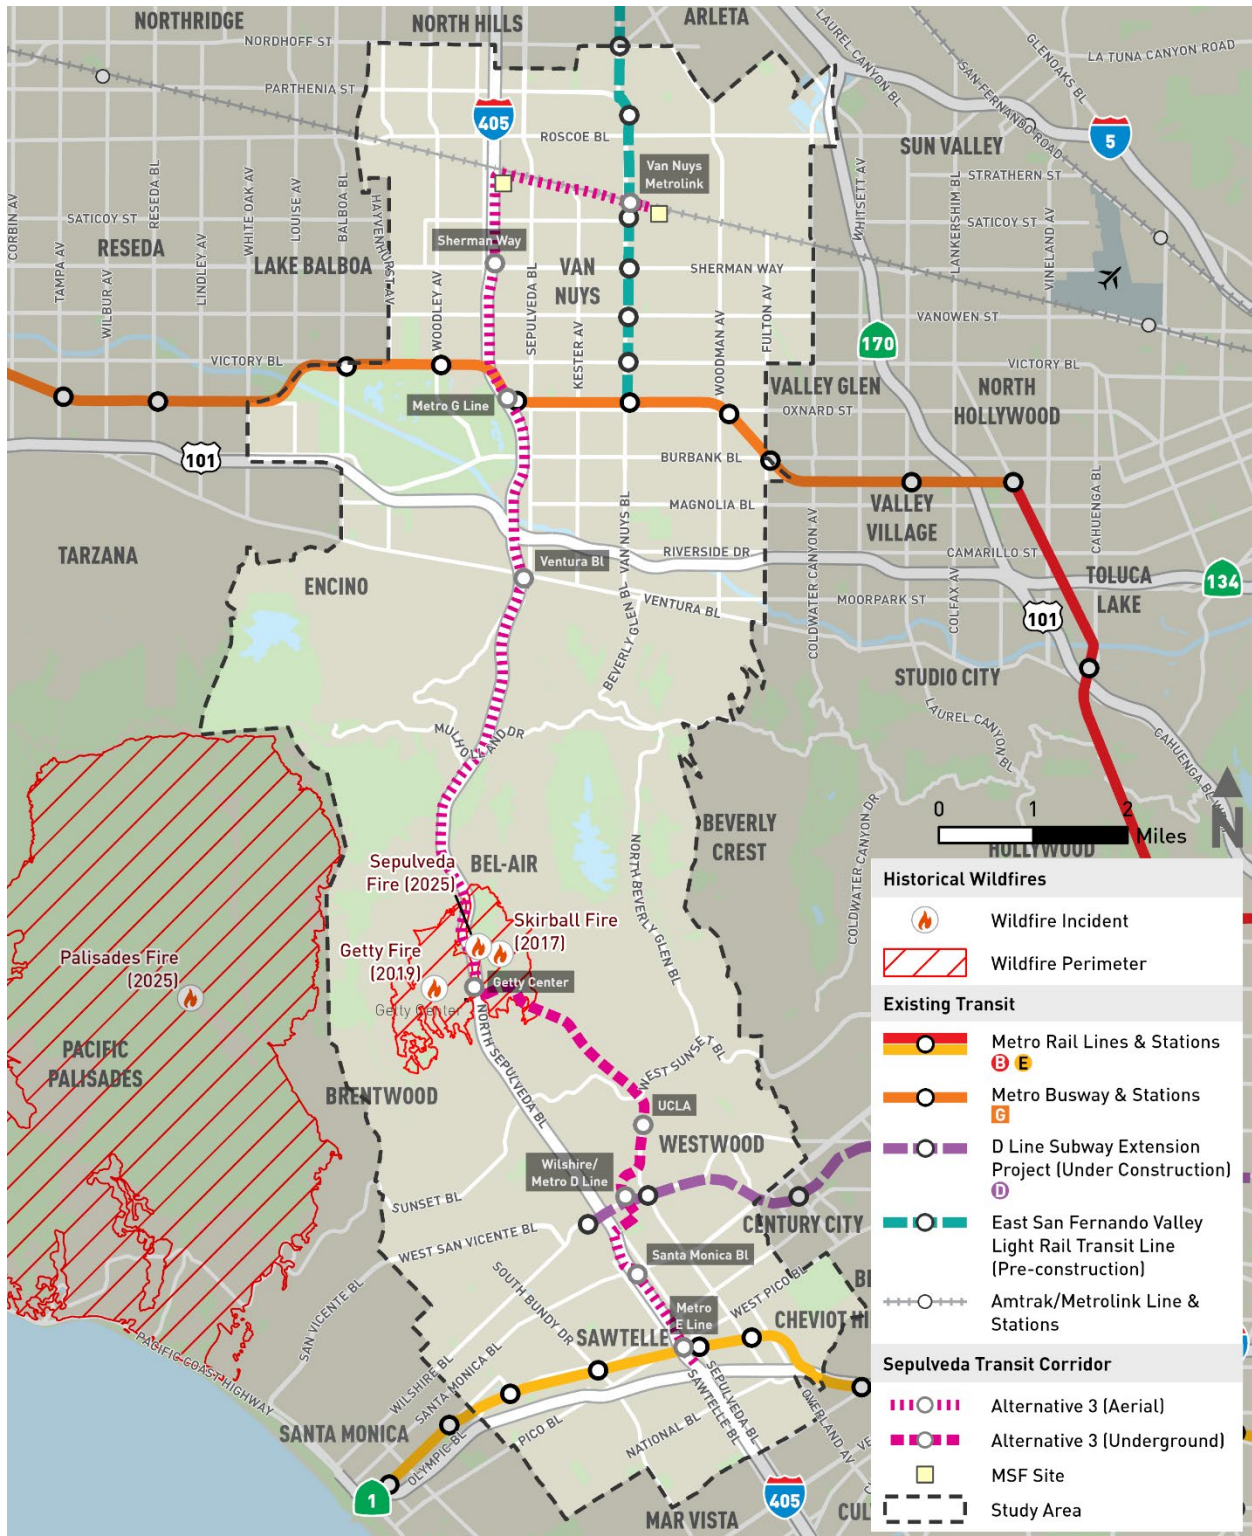 NORTHRIDGE
NORTH HILLS
ARLETA
NORDHOFF ST
PARTHENIA ST
405
ROSCOE BL
LAUREL CANYON BL
SAN FERNANDO ROAD
GLENOAKS BL
LA TUNA CANYON ROAD
5
SUN VALLEY
STRATHERN ST
SATICOY ST
Van Nuys
Metrolink
CORBIN AV
TAMPA AV
WILBUR AV
RESEDA BL
SATICOY ST
RESEDA
LINDLEY AV
WHITE OAK AV
LOUISE AV
BALBOA BL
HAYVENHURST AV
LAKE BALBOA
WOODLEY AV
Sherman Way
SEPULVEDA BL
VAN
NUYS
KESTER AV
SHERMAN WAY
WOODMAN AV
FULTON AV
WHITSETT AV
LANKERSHIM BL
VINELAND AV
VANOWEN ST
170
VICTORY BL
VICTORY BL
VALLEY GLEN
NORTH
HOLLYWOOD
OXNARD ST
Metro G Line
101
BURBANK BL
MAGNOLIA BL
VALLEY
VILLAGE
CAHUENGA BL
TARZANA
ENCINO
Ventura Bl
VAN NUYS BL
RIVERSIDE DR
COLDWATER CANYON AV
CAMARILLO ST
TOLUCA
LAKE
134
VENTURA BL
MOORPARK ST
COLFAX AV
101
BEVERLY GLEN BL
STUDIO CITY
LAUREL CANYON BL
CAHUENGA BL W
MULHOLLAND DR
COLDWATER CANYON DR
BEVERLY
CREST
NORTH BEVERLY GLEN BL
0 1 2
Miles
N
HOLLYWOOD
Sepulveda
Fire (2025)
BEL-AIR
Skirball Fire
(2017)
Getty Fire
(2019)
Getty Center
Getty Center
Palisades Fire
(2025)
PACIFIC
PALISADES
BRENTWOOD
NORTH SEPULVEDA BL
WEST SUNSET BL
UCLA
WESTWOOD
Wilshire/
Metro D Line
SUNSET BL
WEST SAN VICENTE BL
CENTURY CITY
Santa Monica Bl
SOUTH BUNDY DR
WEST PICO BL
Metro
E Line
CHEVIOT HI
SAWTELLE
SAN VICENTE BL
PACIFIC COAST HIGHWAY
WILSHIRE BL
SANTA MONICA BL
SANTA MONICA
OLYMPIC BL
PICO BL
NATIONAL BL
SAWTELLE BL
SEPULVEDA BL
OVERLAND AV
1
405
MAR VISTA
CUL
Historical Wildfires
Wildfire Incident
Wildfire Perimeter
Existing Transit
Metro Rail Lines & Stations
B E
Metro Busway & Stations
G
D Line Subway Extension
Project (Under Construction)
D
East San Fernando Valley
Light Rail Transit Line
(Pre-construction)
Amtrak/Metrolink Line &
Stations
Sepulveda Transit Corridor
Alternative 3 (Aerial)
Alternative 3 (Underground)
MSF Site
Study Area